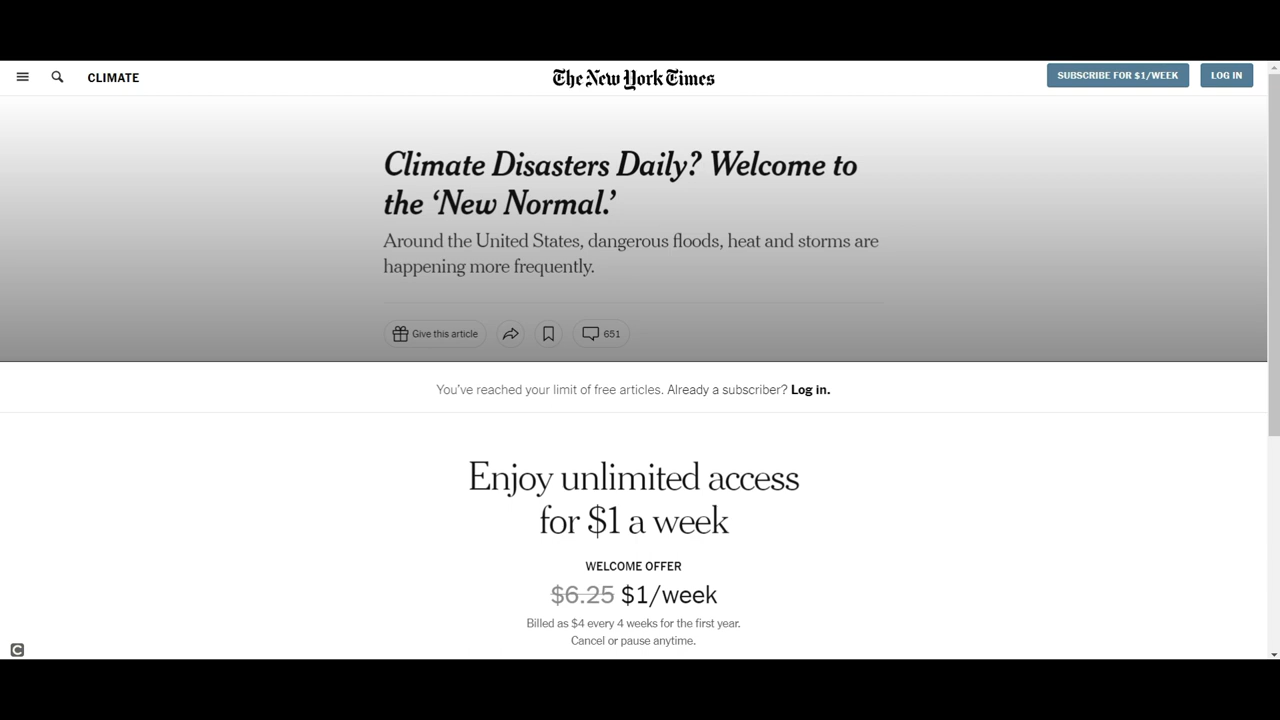 CLIMATE
The New York Times
SUBSCRIBE FOR $1/WEEK
LOG IN
Climate Disasters Daily? Welcome to
the ‘New Normal.’
Around the United States, dangerous floods, heat and storms are
happening more frequently.
Give this article
651
You’ve reached your limit of free articles. Already a subscriber? Log in.
Enjoy unlimited access
for $1 a week
WELCOME OFFER
$6.25 $1/week
Billed as $4 every 4 weeks for the first year.
Cancel or pause anytime.
C